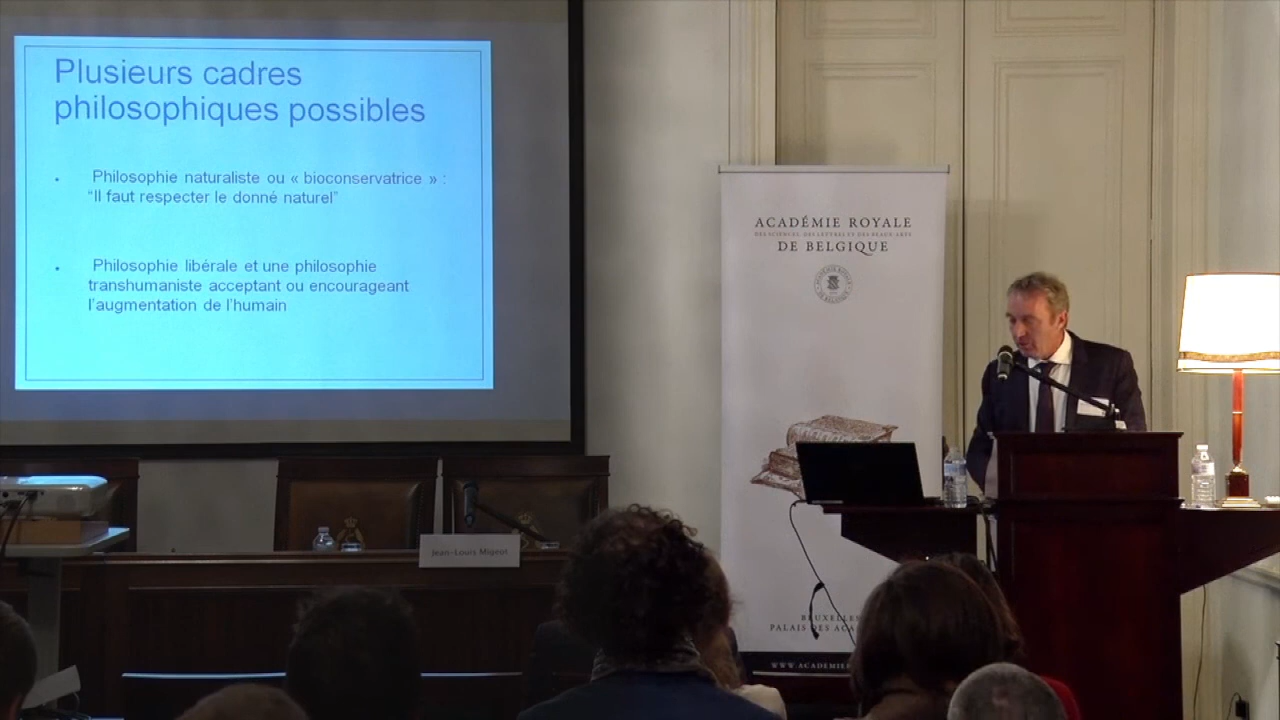 Plusieurs cadres
philosophiques possibles
• Philosophie naturaliste ou « bioconservatrice » :
“Il faut respecter le donné naturel”
• Philosophie libérale et une philosophie
transhumaniste acceptant ou encourageant
l’augmentation de l’humain
ACADÉMIE ROYALE
DES SCIENCES, DES LETTRES ET DES BEAUX-ARTS
DE BELGIQUE
Jean-Louis Migeot
BRUXELLES
PALAIS DES ACA
WWW.ACADEMIE